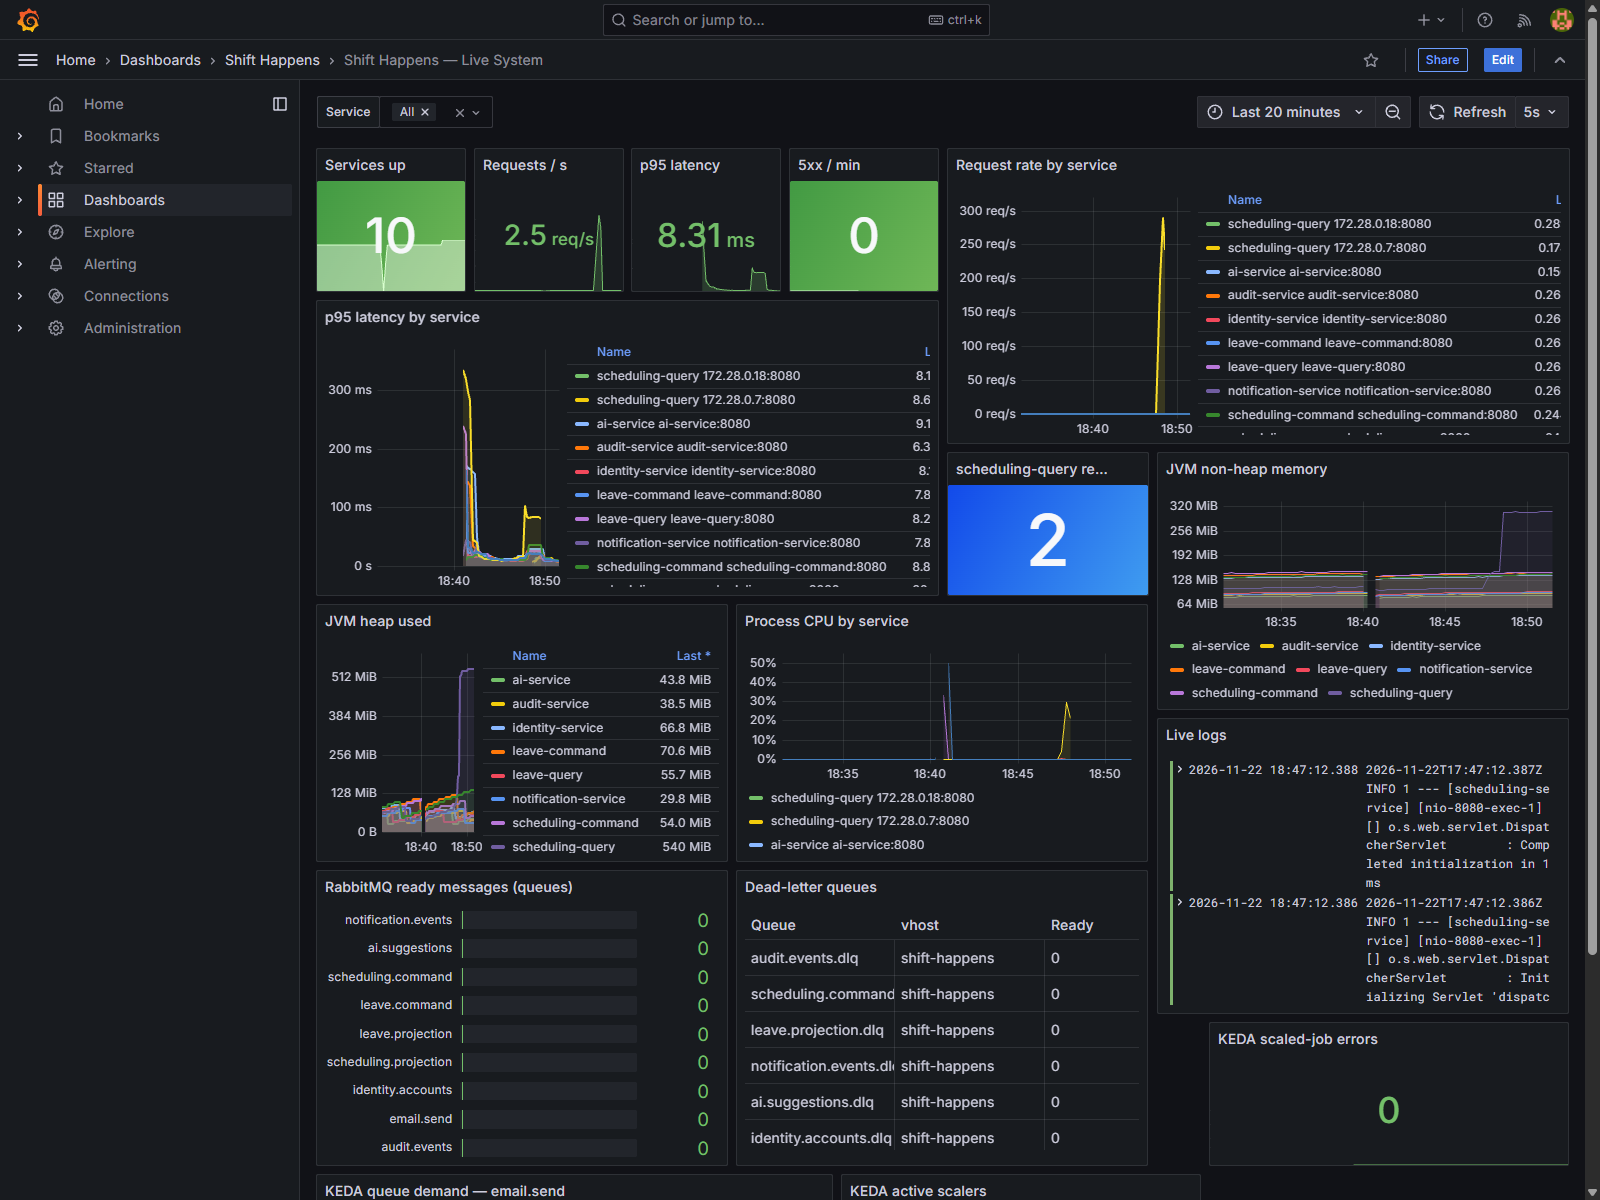 Search or jump to...
ctrl+k
Home › Dashboards › Shift Happens › Shift Happens — Live System
Share
Edit
Home
Bookmarks
Starred
Dashboards
Explore
Alerting
Connections
Administration
Service
All
Last 20 minutes
Refresh
5s
Services up
10
Requests / s
2.5 req/s
p95 latency
8.31 ms
5xx / min
0
Request rate by service
300 req/s
250 req/s
200 req/s
150 req/s
100 req/s
50 req/s
0 req/s
18:40
18:50
Name
L
scheduling-query 172.28.0.18:8080 0.28
scheduling-query 172.28.0.7:8080 0.17
ai-service ai-service:8080 0.15
audit-service audit-service:8080 0.26
identity-service identity-service:8080 0.26
leave-command leave-command:8080 0.26
leave-query leave-query:8080 0.26
notification-service notification-service:8080 0.26
scheduling-command scheduling-command:8080 0.24
p95 latency by service
300 ms
200 ms
100 ms
0 s
18:40
18:50
Name
L
scheduling-query 172.28.0.18:8080 8.1
scheduling-query 172.28.0.7:8080 8.6
ai-service ai-service:8080 9.1
audit-service audit-service:8080 6.3
identity-service identity-service:8080 8.
leave-command leave-command:8080 7.8
leave-query leave-query:8080 8.2
notification-service notification-service:8080 7.8
scheduling-command scheduling-command:8080 8.8
scheduling-query re...
2
JVM non-heap memory
320 MiB
256 MiB
192 MiB
128 MiB
64 MiB
18:35
18:40
18:45
18:50
ai-service audit-service identity-service
leave-command leave-query notification-service
scheduling-command scheduling-query
JVM heap used
512 MiB
384 MiB
256 MiB
128 MiB
0 B
18:40
18:50
Name Last *
ai-service 43.8 MiB
audit-service 38.5 MiB
identity-service 66.8 MiB
leave-command 70.6 MiB
leave-query 55.7 MiB
notification-service 29.8 MiB
scheduling-command 54.0 MiB
scheduling-query 540 MiB
Process CPU by service
50%
40%
30%
20%
10%
0%
18:35
18:40
18:45
18:50
scheduling-query 172.28.0.18:8080
scheduling-query 172.28.0.7:8080
ai-service ai-service:8080
Live logs
2026-11-22 18:47:12.388 2026-11-22T17:47:12.387Z
INFO 1 --- [scheduling-se
rvice] [nio-8080-exec-1]
[] o.s.web.servlet.Dispat
cherServlet : Comp
leted initialization in 1
ms
2026-11-22 18:47:12.386 2026-11-22T17:47:12.386Z
INFO 1 --- [scheduling-se
rvice] [nio-8080-exec-1]
[] o.s.web.servlet.Dispat
cherServlet : Init
ializing Servlet 'dispatc
RabbitMQ ready messages (queues)
notification.events 0
ai.suggestions 0
scheduling.command 0
leave.command 0
leave.projection 0
scheduling.projection 0
identity.accounts 0
email.send 0
audit.events 0
Dead-letter queues
Queue vhost Ready
audit.events.dlq shift-happens 0
scheduling.command shift-happens 0
leave.projection.dlq shift-happens 0
notification.events.dl shift-happens 0
ai.suggestions.dlq shift-happens 0
identity.accounts.dlq shift-happens 0
KEDA scaled-job errors
0
KEDA queue demand — email.send
KEDA active scalers